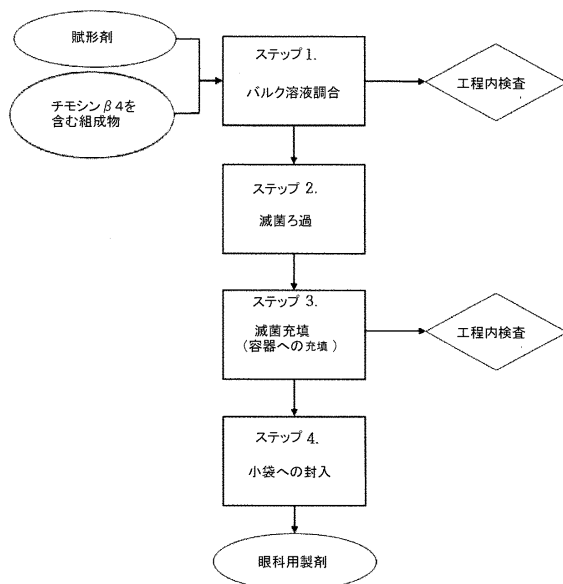 賦形剤
チモシンβ4を
含む組成物
ステップ1.
バルク溶液調合
工程内検査
ステップ2.
滅菌ろ過
ステップ3.
滅菌充填
(容器への充填)
工程内検査
ステップ4.
小袋への封入
眼科用製剤